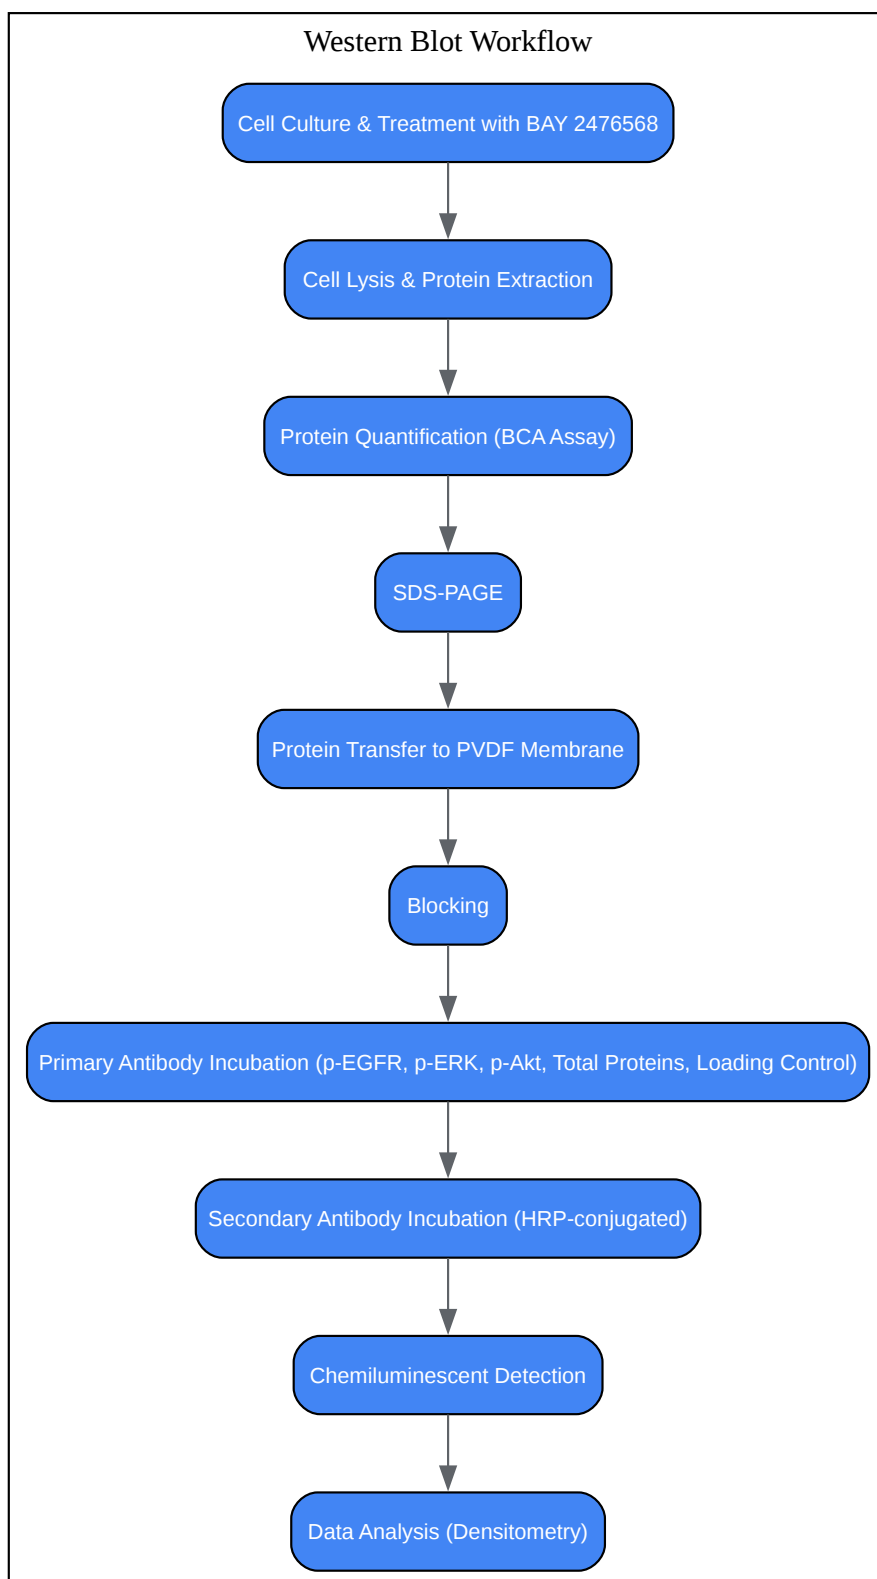 Western Blot Workflow
Cell Culture & Treatment with BAY 2476568
Cell Lysis & Protein Extraction
Protein Quantification (BCA Assay)
SDS-PAGE
Protein Transfer to PVDF Membrane
Blocking
Primary Antibody Incubation (p-EGFR, p-ERK, p-Akt, Total Proteins, Loading Control)
Secondary Antibody Incubation (HRP-conjugated)
Chemiluminescent Detection
Data Analysis (Densitometry)